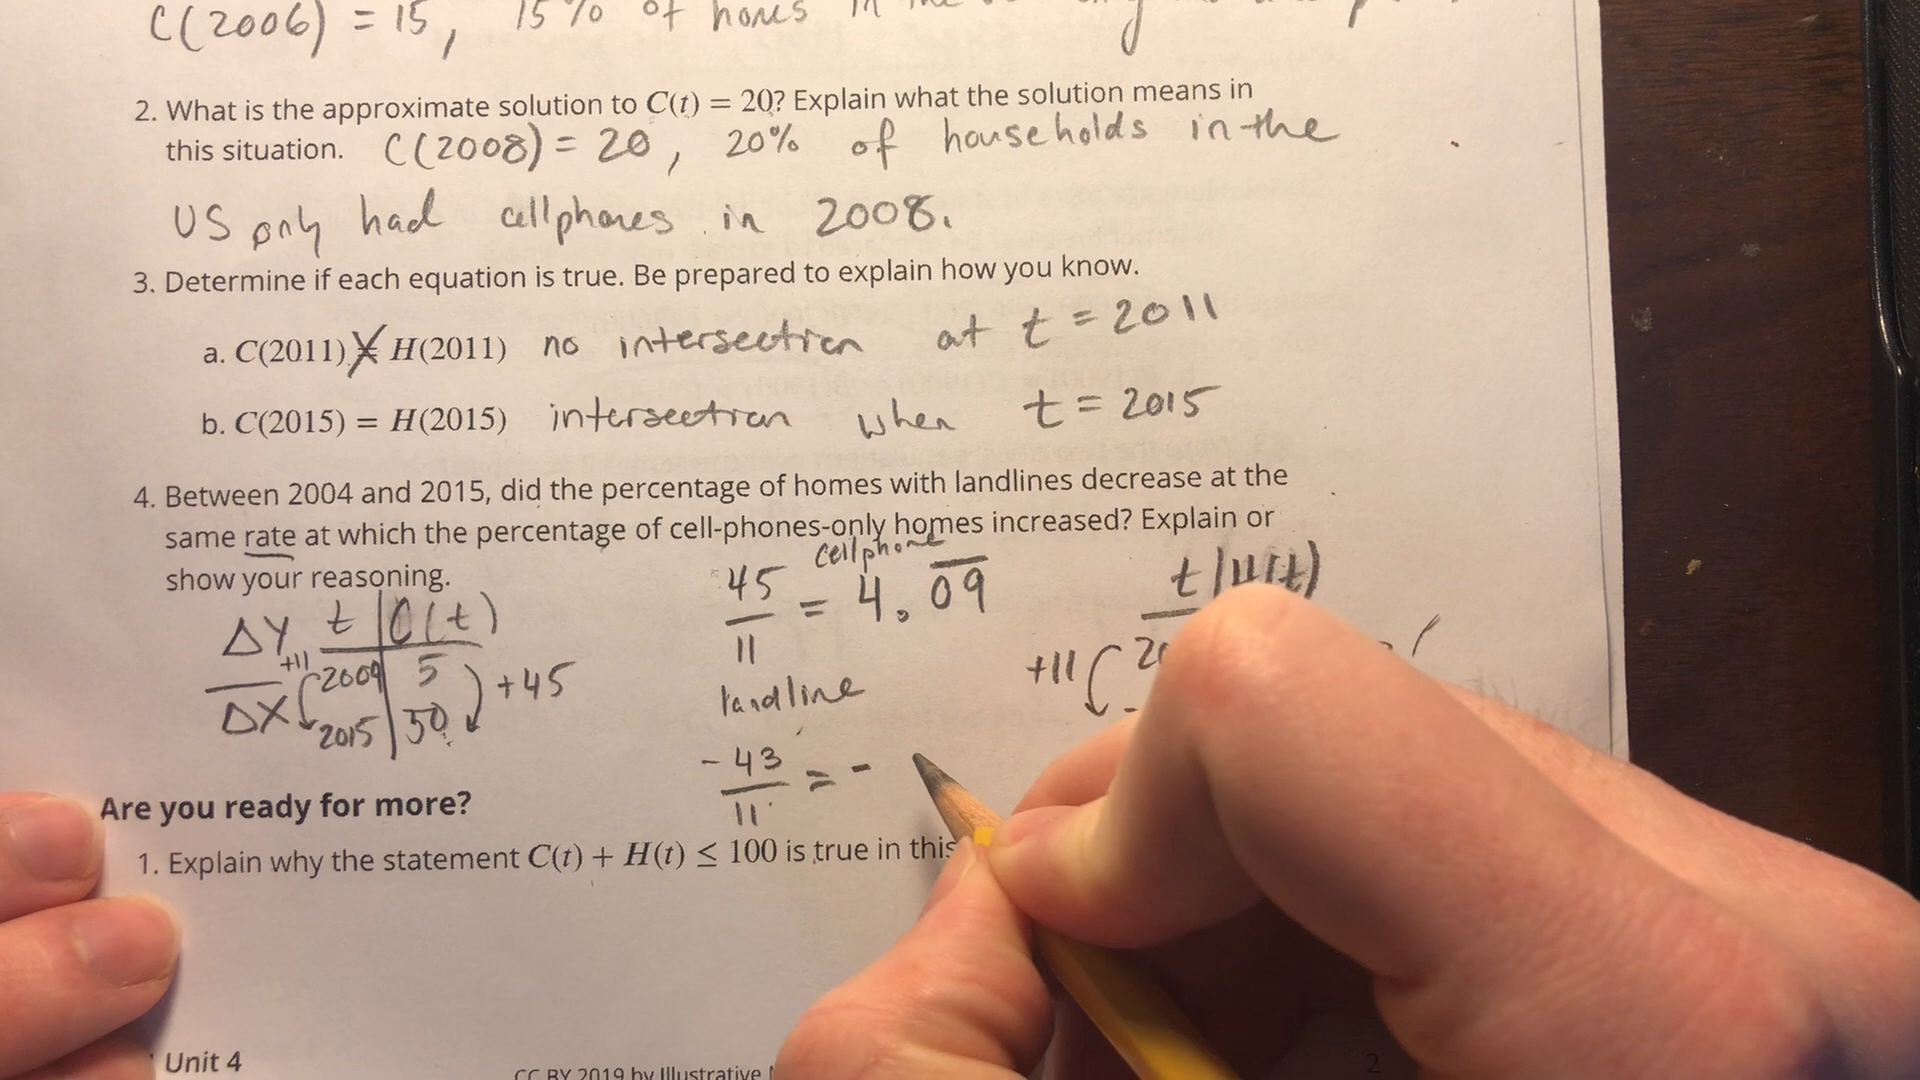 C(2006) = 15, 15% of homes in the
2. What is the approximate solution to C(t) = 20? Explain what the solution means in
this situation. C(2008) = 20, 20% of households in the
US only had cellphones in 2008.
3. Determine if each equation is true. Be prepared to explain how you know.
a. C(2011) ≠ H(2011) no intersection at t = 2011
b. C(2015) = H(2015) intersection when t = 2015
4. Between 2004 and 2015, did the percentage of homes with landlines decrease at the
same rate at which the percentage of cell-phones-only homes increased? Explain or
show your reasoning.
cellphone
45/11 = 4.0̅9̅
t | H(t)
ΔY/ΔX
t | C(t)
+11 2004 | 5 +45
2015 | 50
+11 20
landline
-43/11 = -
Are you ready for more?
1. Explain why the statement C(t) + H(t) ≤ 100 is true in this
Unit 4
CC BY 2019 by Illustrative
2